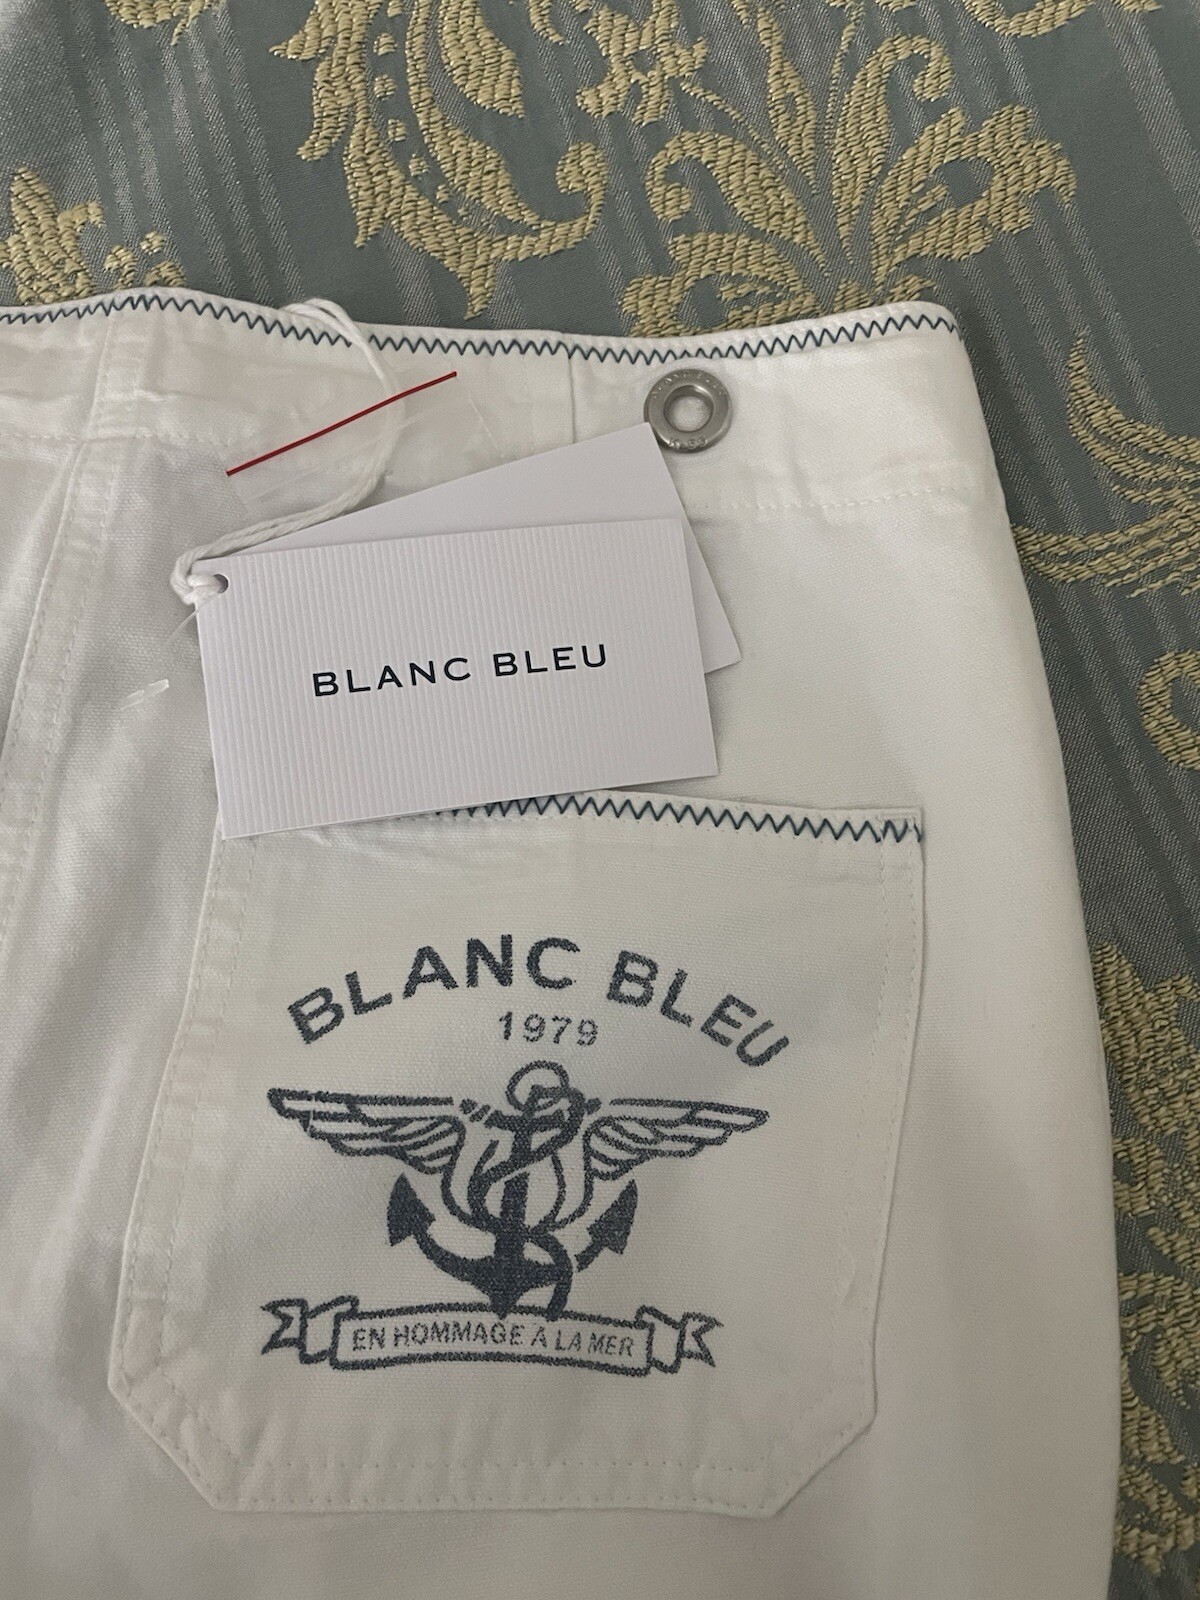 BLANC BLEU
BLANC BLEU
1979
EN HOMMAGE A LA MER